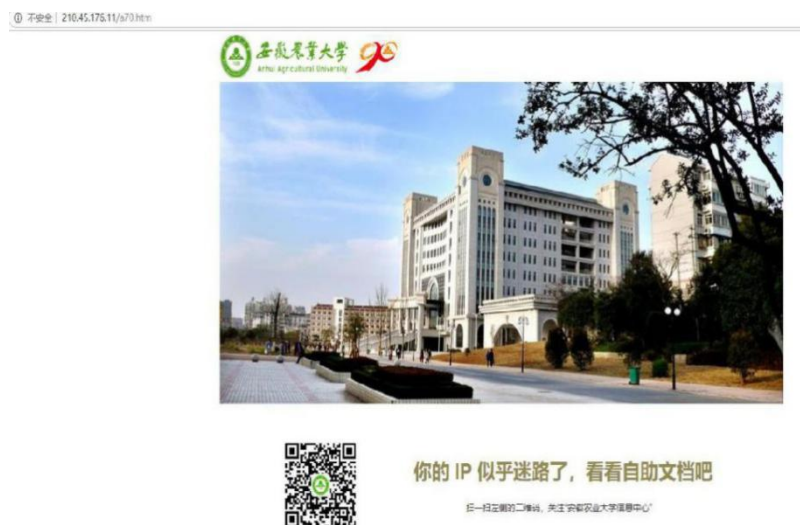 不安全 | 210.45.176.11/a70.htm
安徽农业大学
Anhui Agricultural University
你的 IP 似乎迷路了，看看自助文档吧
扫一扫左侧的二维码，关注“安徽农业大学信息中心”